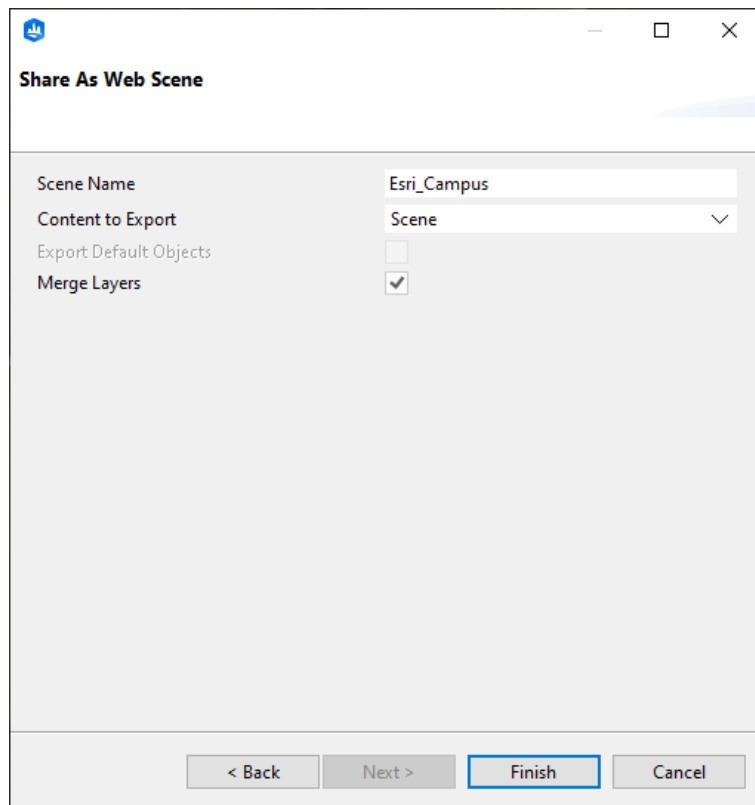 Share As Web Scene
Scene Name Esri_Campus
Content to Export Scene
Export Default Objects
Merge Layers
< Back Next > Finish Cancel